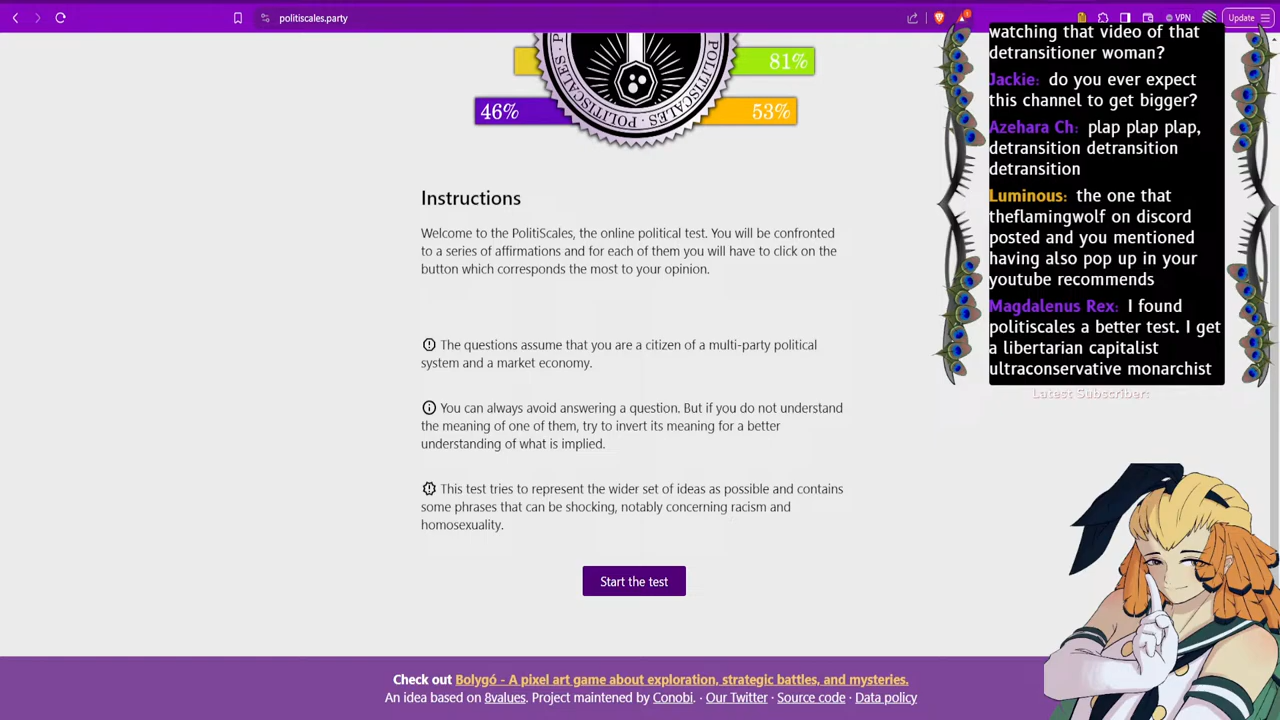 politiscales.party
VPN
Update
81%
46%
53%
POLITISCALES
Instructions
Welcome to the PolitiScales, the online political test. You will be confronted
to a series of affirmations and for each of them you will have to click on the
button which corresponds the most to your opinion.
The questions assume that you are a citizen of a multi-party political
system and a market economy.
You can always avoid answering a question. But if you do not understand
the meaning of one of them, try to invert its meaning for a better
understanding of what is implied.
This test tries to represent the wider set of ideas as possible and contains
some phrases that can be shocking, notably concerning racism and
homosexuality.
Start the test
Check out Bolygó - A pixel art game about exploration, strategic battles, and mysteries.
An idea based on 8values. Project maintened by Conobi. · Our Twitter · Source code · Data policy
watching that video of that
detransitioner woman?
Jackie: do you ever expect
this channel to get bigger?
Azehara Ch: plap plap plap,
detransition detransition
detransition
Luminous: the one that
theflamingwolf on discord
posted and you mentioned
having also pop up in your
youtube recommends
Magdalenus Rex: I found
politiscales a better test. I get
a libertarian capitalist
ultraconservative monarchist
Latest Subscriber: